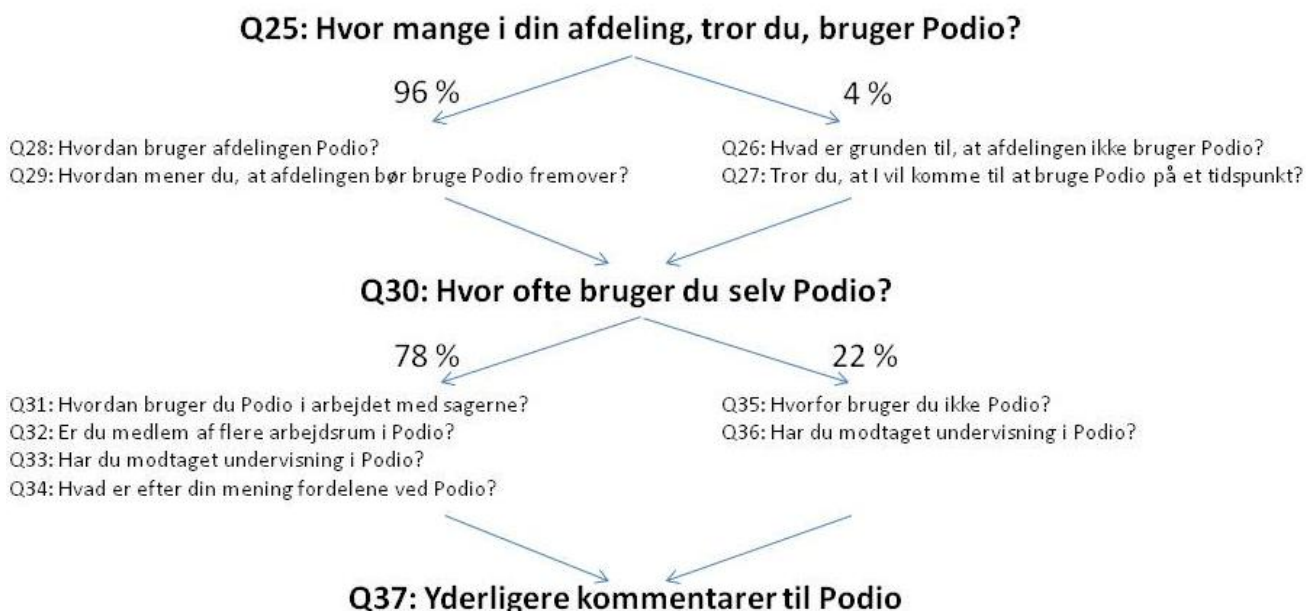 Q25: Hvor mange i din afdeling, tror du, bruger Podio?
96 %
4 %
Q28: Hvordan bruger afdelingen Podio?
Q29: Hvordan mener du, at afdelingen bør bruge Podio fremover?
Q26: Hvad er grunden til, at afdelingen ikke bruger Podio?
Q27: Tror du, at I vil komme til at bruge Podio på et tidspunkt?
Q30: Hvor ofte bruger du selv Podio?
78 %
22 %
Q31: Hvordan bruger du Podio i arbejdet med sagerne?
Q32: Er du medlem af flere arbejdsrum i Podio?
Q33: Har du modtaget undervisning i Podio?
Q34: Hvad er efter din mening fordelene ved Podio?
Q35: Hvorfor bruger du ikke Podio?
Q36: Har du modtaget undervisning i Podio?
Q37: Yderligere kommentarer til Podio